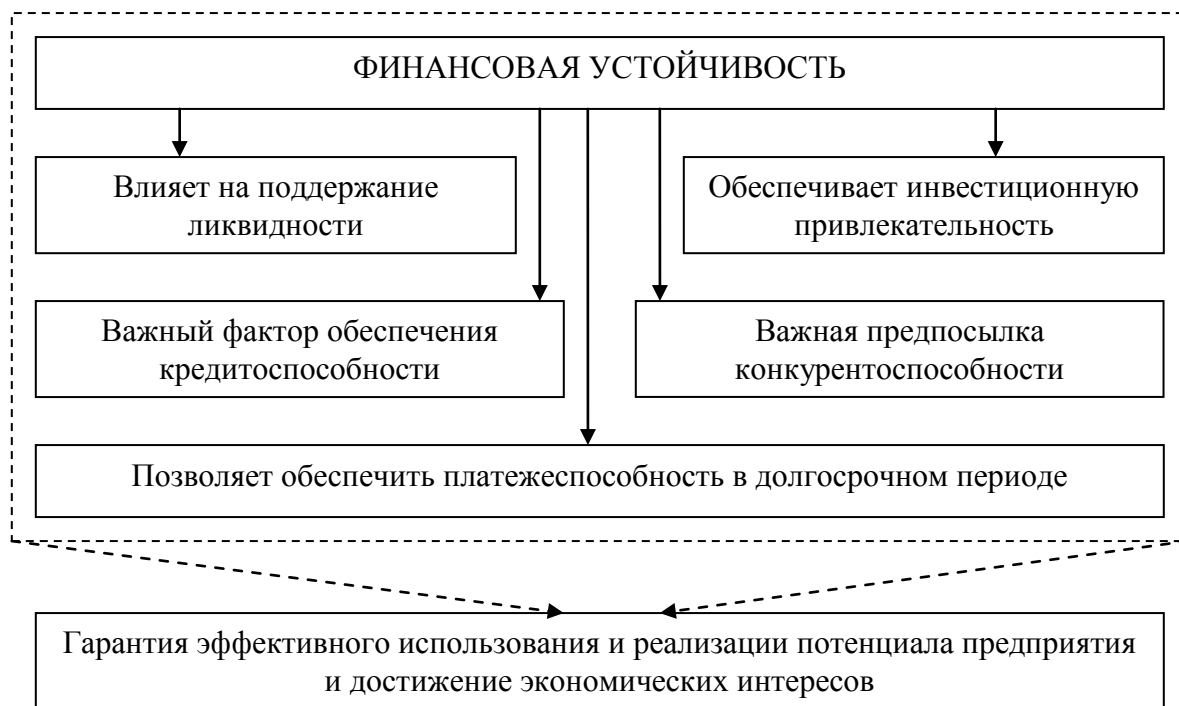 ФИНАНСОВАЯ УСТОЙЧИВОСТЬ
Влияет на поддержание
ликвидности
Обеспечивает инвестиционную
привлекательность
Важный фактор обеспечения
кредитоспособности
Важная предпосылка
конкурентоспособности
Позволяет обеспечить платежеспособность в долгосрочном периоде
Гарантия эффективного использования и реализации потенциала предприятия
и достижение экономических интересов